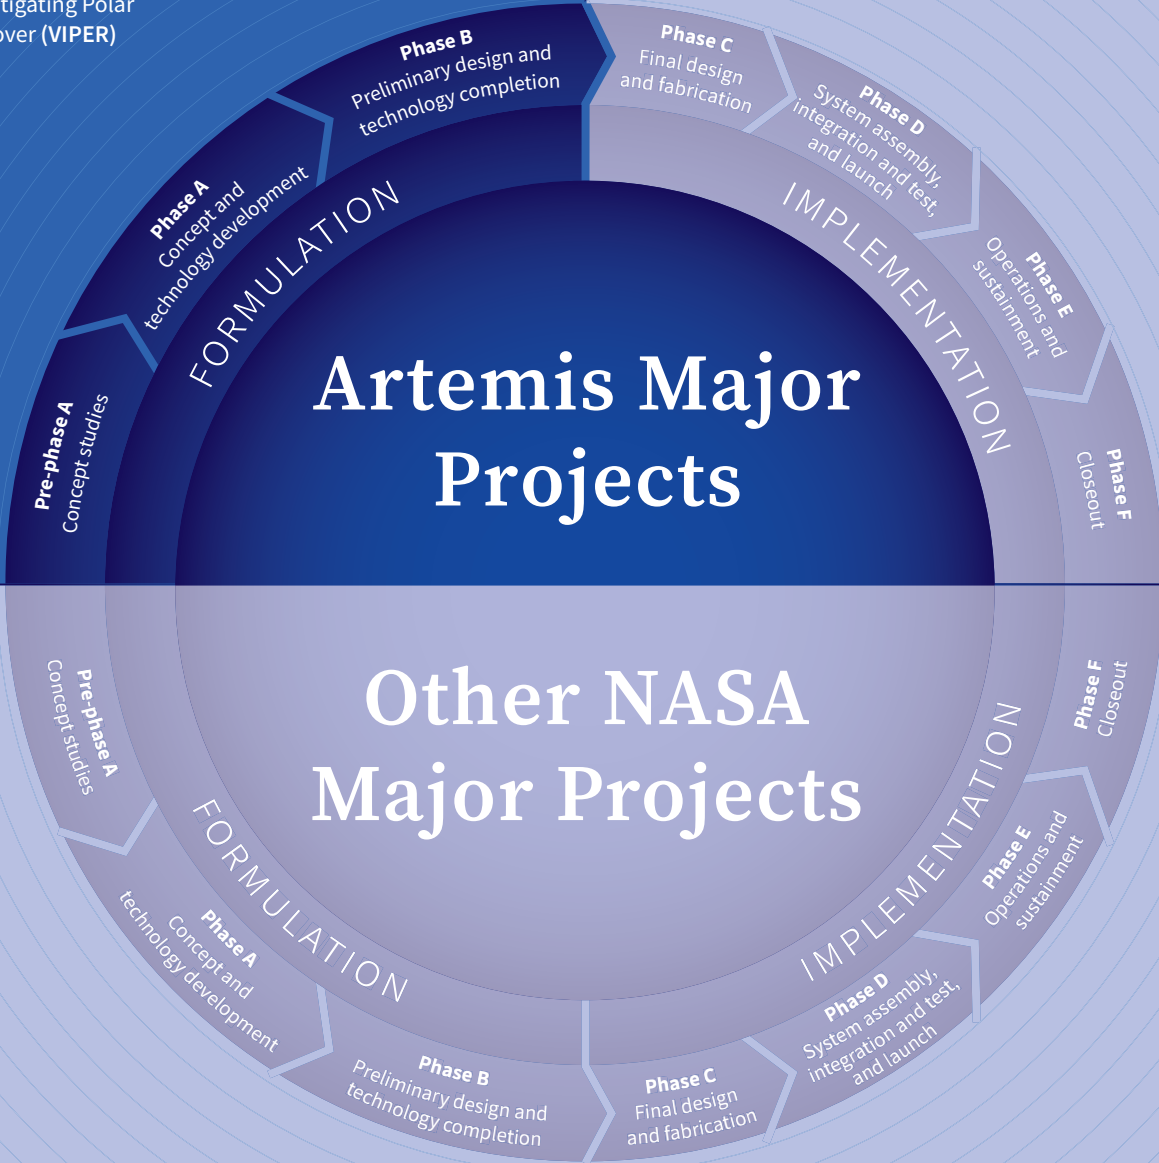 tigating Polar
over (VIPER)
Pre-phase A
Concept studies
Phase A
Concept and
technology development
Phase B
Preliminary design and
technology completion
Phase C
Final design
and fabrication
Phase D
System assembly,
integration and test,
and launch
Phase E
Operations and
sustainment
Phase F
Closeout
FORMULATION
IMPLEMENTATION
Artemis Major
Projects
Other NASA
Major Projects
FORMULATION
IMPLEMENTATION
Pre-phase A
Concept studies
Phase A
Concept and
technology development
Phase B
Preliminary design and
technology completion
Phase C
Final design
and fabrication
Phase D
System assembly,
integration and test,
and launch
Phase E
Operations and
sustainment
Phase F
Closeout